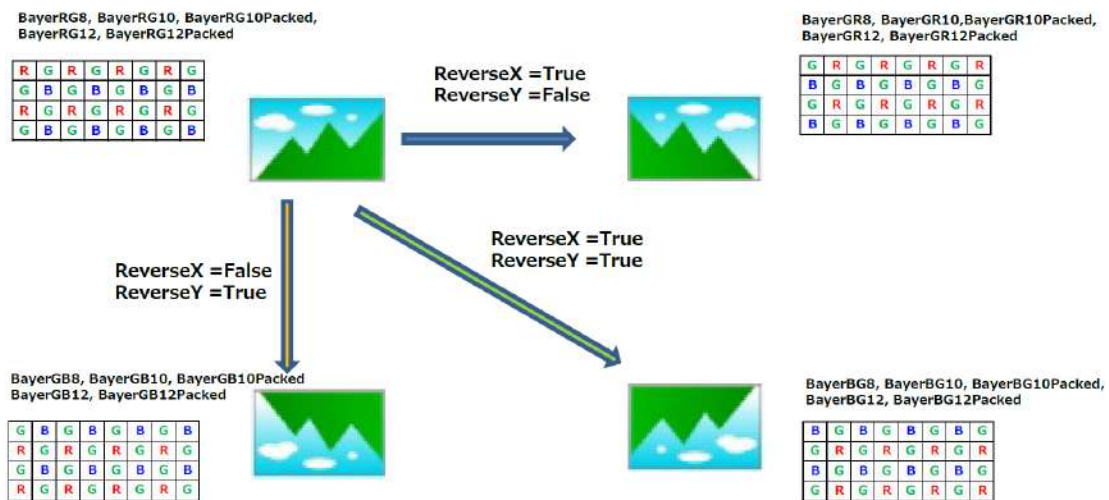 BayerRG8, BayerRG10, BayerRG10Packed,
BayerRG12, BayerRG12Packed
R G R G R G R G
G B G B G B G B
R G R G R G R G
G B G B G B G B
ReverseX =True
ReverseY =False
BayerGR8, BayerGR10,BayerGR10Packed,
BayerGR12, BayerGR12Packed
G R G R G R G R
B G B G B G B G
G R G R G R G R
B G B G B G B G
ReverseX =False
ReverseY =True
ReverseX =True
ReverseY =True
BayerGB8, BayerGB10, BayerGB10Packed
BayerGB12, BayerGB12Packed
G B G B G B G B
R G R G R G R G
G B G B G B G B
R G R G R G R G
BayerBG8, BayerBG10, BayerBG10Packed,
BayerBG12, BayerBG12Packed
B G B G B G B G
G R G R G R G R
B G B G B G B G
G R G R G R G R